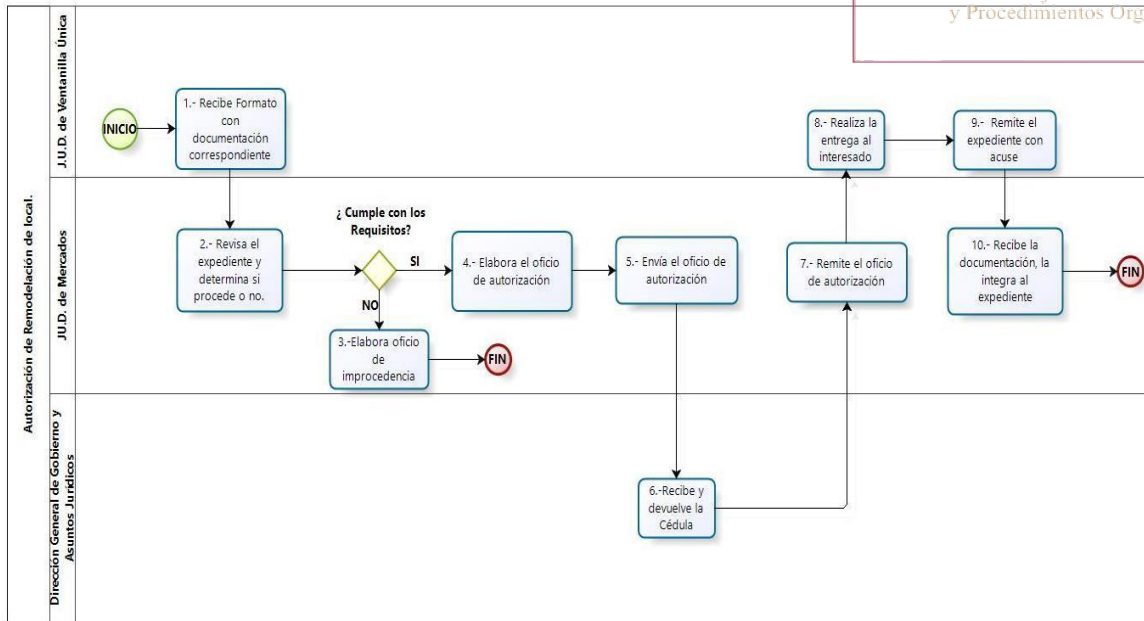 y Procedimientos Org
Autorización de Remodelación de local.
J.U.D. de Ventanilla Única
INICIO
1.- Recibe Formato
con
documentación
correspondiente
8.- Realiza la
entrega al
interesado
9.- Remite el
expediente con
acuse
JU.D. de Mercados
2.- Revisa el
expediente y
determina si
procede o no.
¿ Cumple con los
Requisitos?
SI
NO
3.-Elabora oficio
de
improcedencia
FIN
4.- Elabora el oficio
de autorización
5.- Envía el oficio de
autorización
7.- Remite el oficio
de autorización
10.- Recibe la
documentación, la
integra al
expediente
FIN
Dirección General de Gobierno y
Asuntos Jurídicos
6.-Recibe y
devuelve la
Cédula